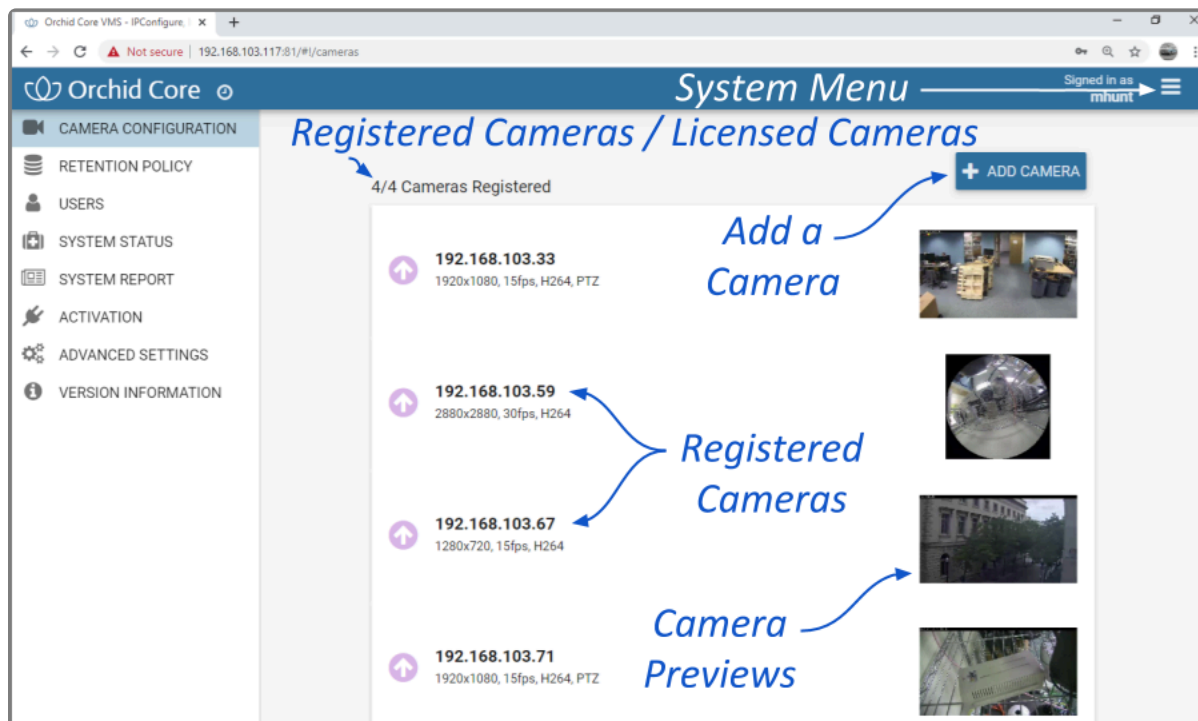 Orchid Core VMS - IPConfigure,
Not secure | 192.168.103.117:81/#!/cameras
Orchid Core
System Menu
Signed in as
mhunt
CAMERA CONFIGURATION
RETENTION POLICY
USERS
SYSTEM STATUS
SYSTEM REPORT
ACTIVATION
ADVANCED SETTINGS
VERSION INFORMATION
Registered Cameras / Licensed Cameras
4/4 Cameras Registered
ADD CAMERA
Add a
Camera
192.168.103.33
1920x1080, 15fps, H264, PTZ
192.168.103.59
2880x2880, 30fps, H264
Registered
Cameras
192.168.103.67
1280x720, 15fps, H264
Camera
Previews
192.168.103.71
1920x1080, 15fps, H264, PTZ